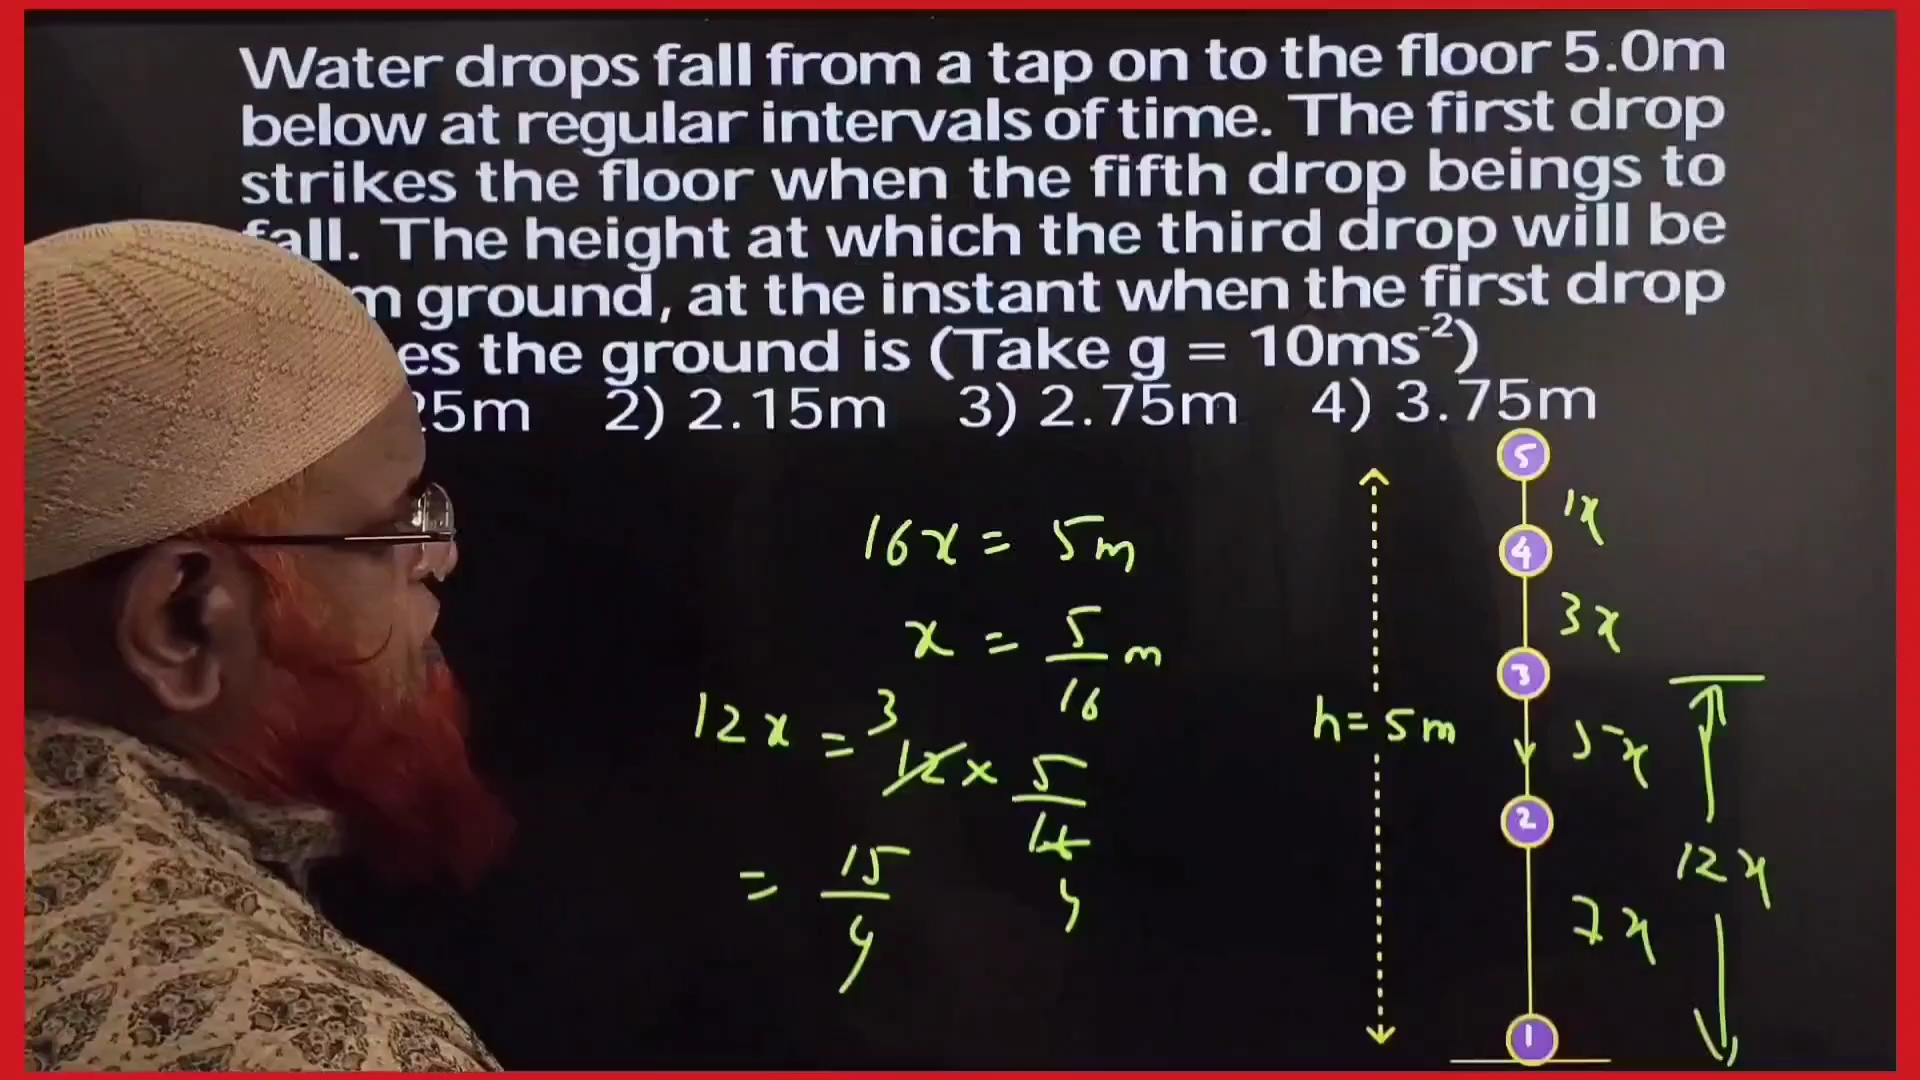 Water drops fall from a tap on to the floor 5.0m
below at regular intervals of time. The first drop
strikes the floor when the fifth drop beings to
fall. The height at which the third drop will be
m ground, at the instant when the first drop
es the ground is (Take g = 10ms⁻²)
25m 2) 2.15m 3) 2.75m 4) 3.75m
16x = 5m
x = 5/16 m
12x = 3 12 × 5/16 4
= 15/4
h = 5m
5
1x
4
3x
3
5x
2
12x
7x
1